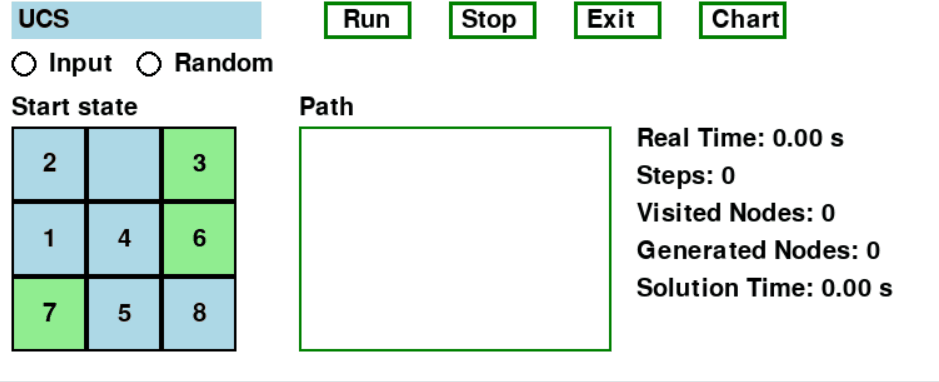 UCS Run Stop Exit Chart
Input Random
Start state Path
2 3
1 4 6
7 5 8
Real Time: 0.00 s
Steps: 0
Visited Nodes: 0
Generated Nodes: 0
Solution Time: 0.00 s